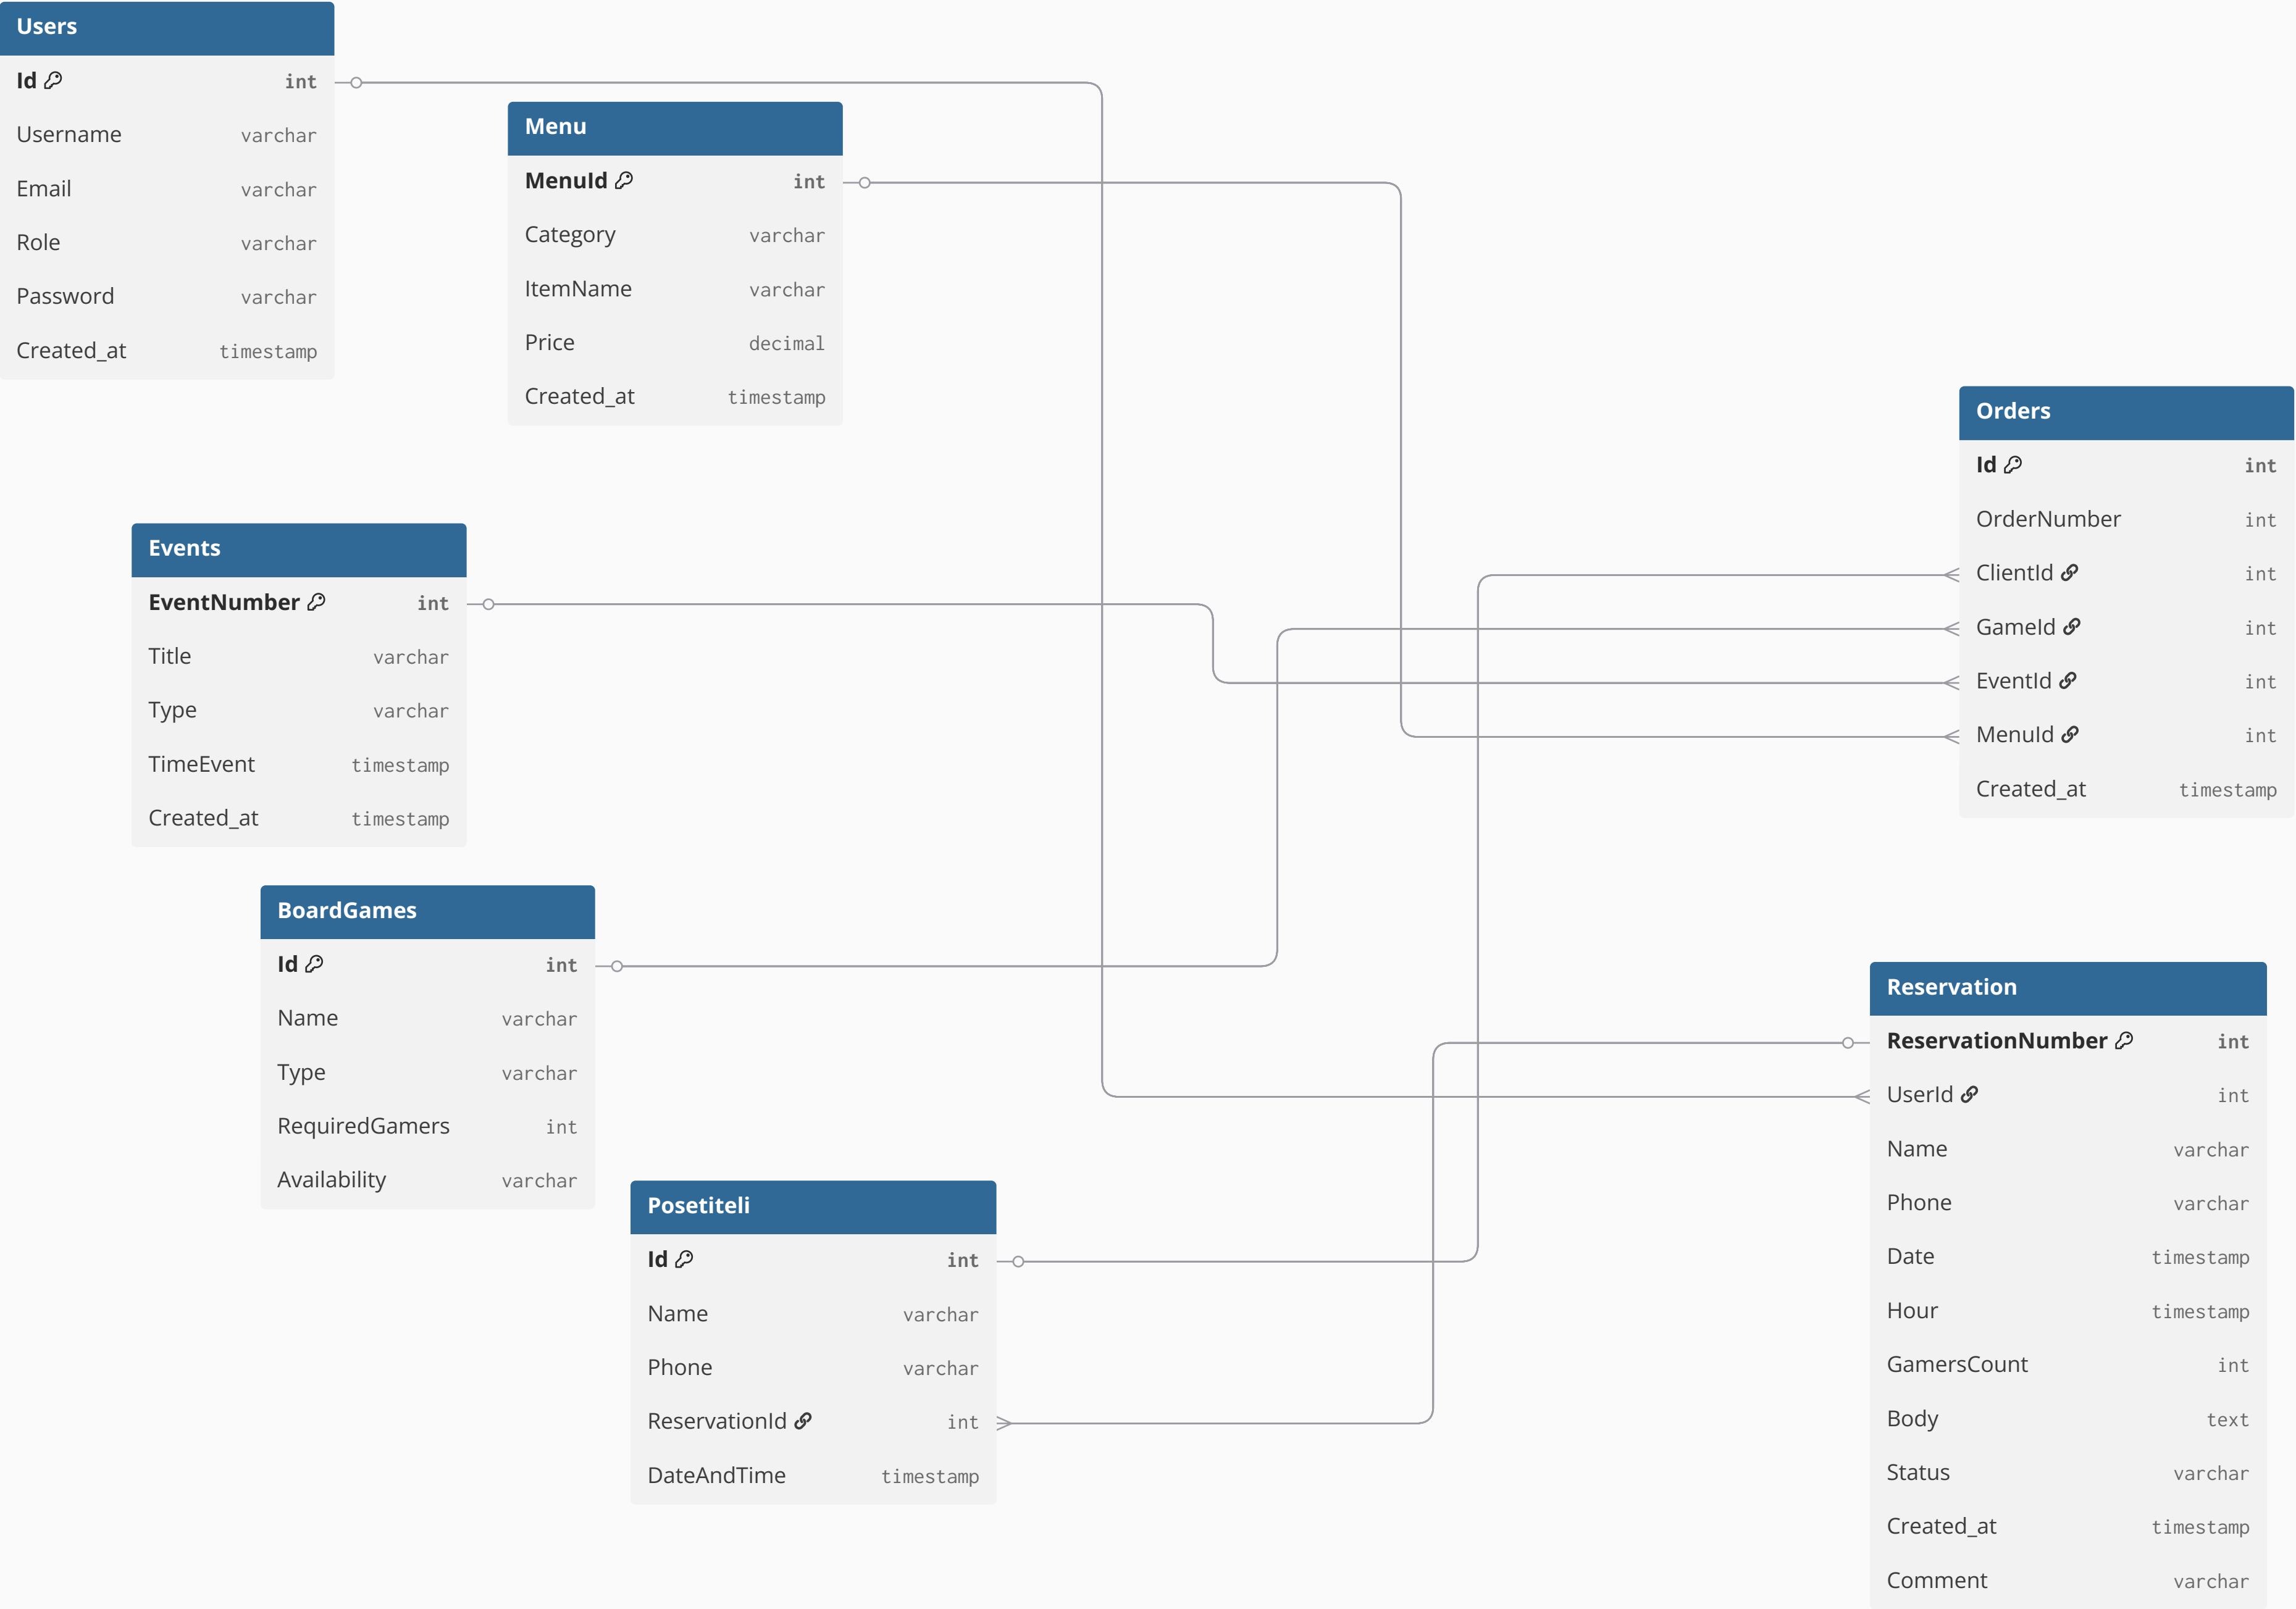 Users
Id int
Username varchar
Email varchar
Role varchar
Password varchar
Created_at timestamp
Menu
MenuId int
Category varchar
ItemName varchar
Price decimal
Created_at timestamp
Orders
Id int
OrderNumber int
ClientId int
GameId int
EventId int
MenuId int
Created_at timestamp
Events
EventNumber int
Title varchar
Type varchar
TimeEvent timestamp
Created_at timestamp
BoardGames
Id int
Name varchar
Type varchar
RequiredGamers int
Availability varchar
Reservation
ReservationNumber int
UserId int
Name varchar
Phone varchar
Date timestamp
Hour timestamp
GamersCount int
Body text
Status varchar
Created_at timestamp
Comment varchar
Posetiteli
Id int
Name varchar
Phone varchar
ReservationId int
DateAndTime timestamp